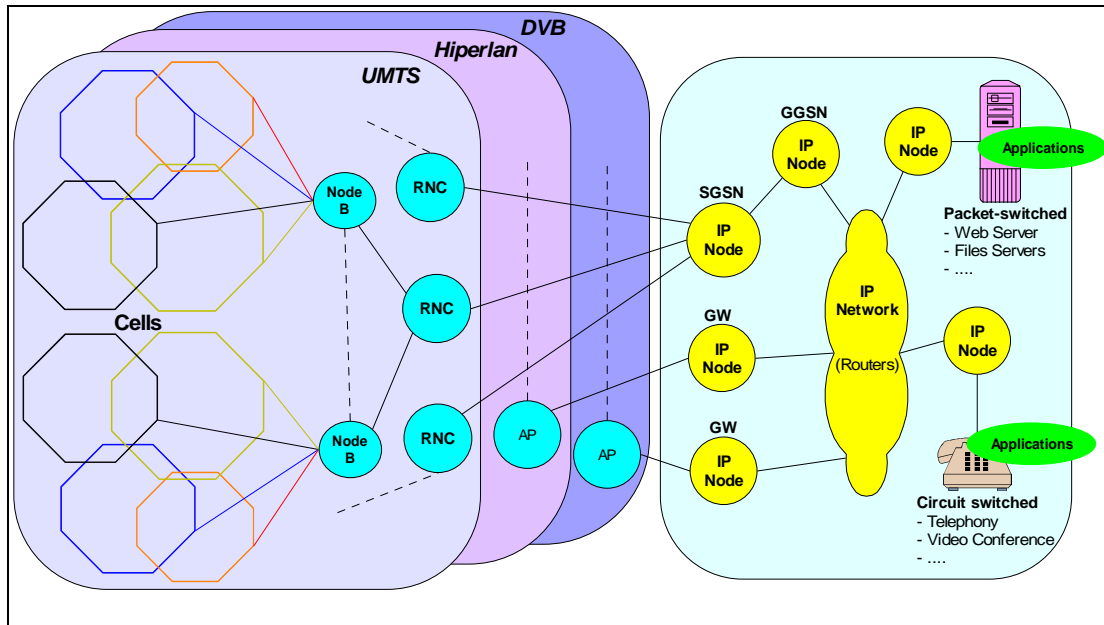 DVB
Hiperlan
UMTS
Cells
Node
B
Node
B
RNC
RNC
RNC
AP
AP
SGSN
IP
Node
GGSN
IP
Node
GW
IP
Node
GW
IP
Node
IP
Network
(Routers)
IP
Node
Applications
Packet-switched
- Web Server
- Files Servers
- ....
IP
Node
Applications
Circuit switched
- Telephony
- Video Conference
- ....